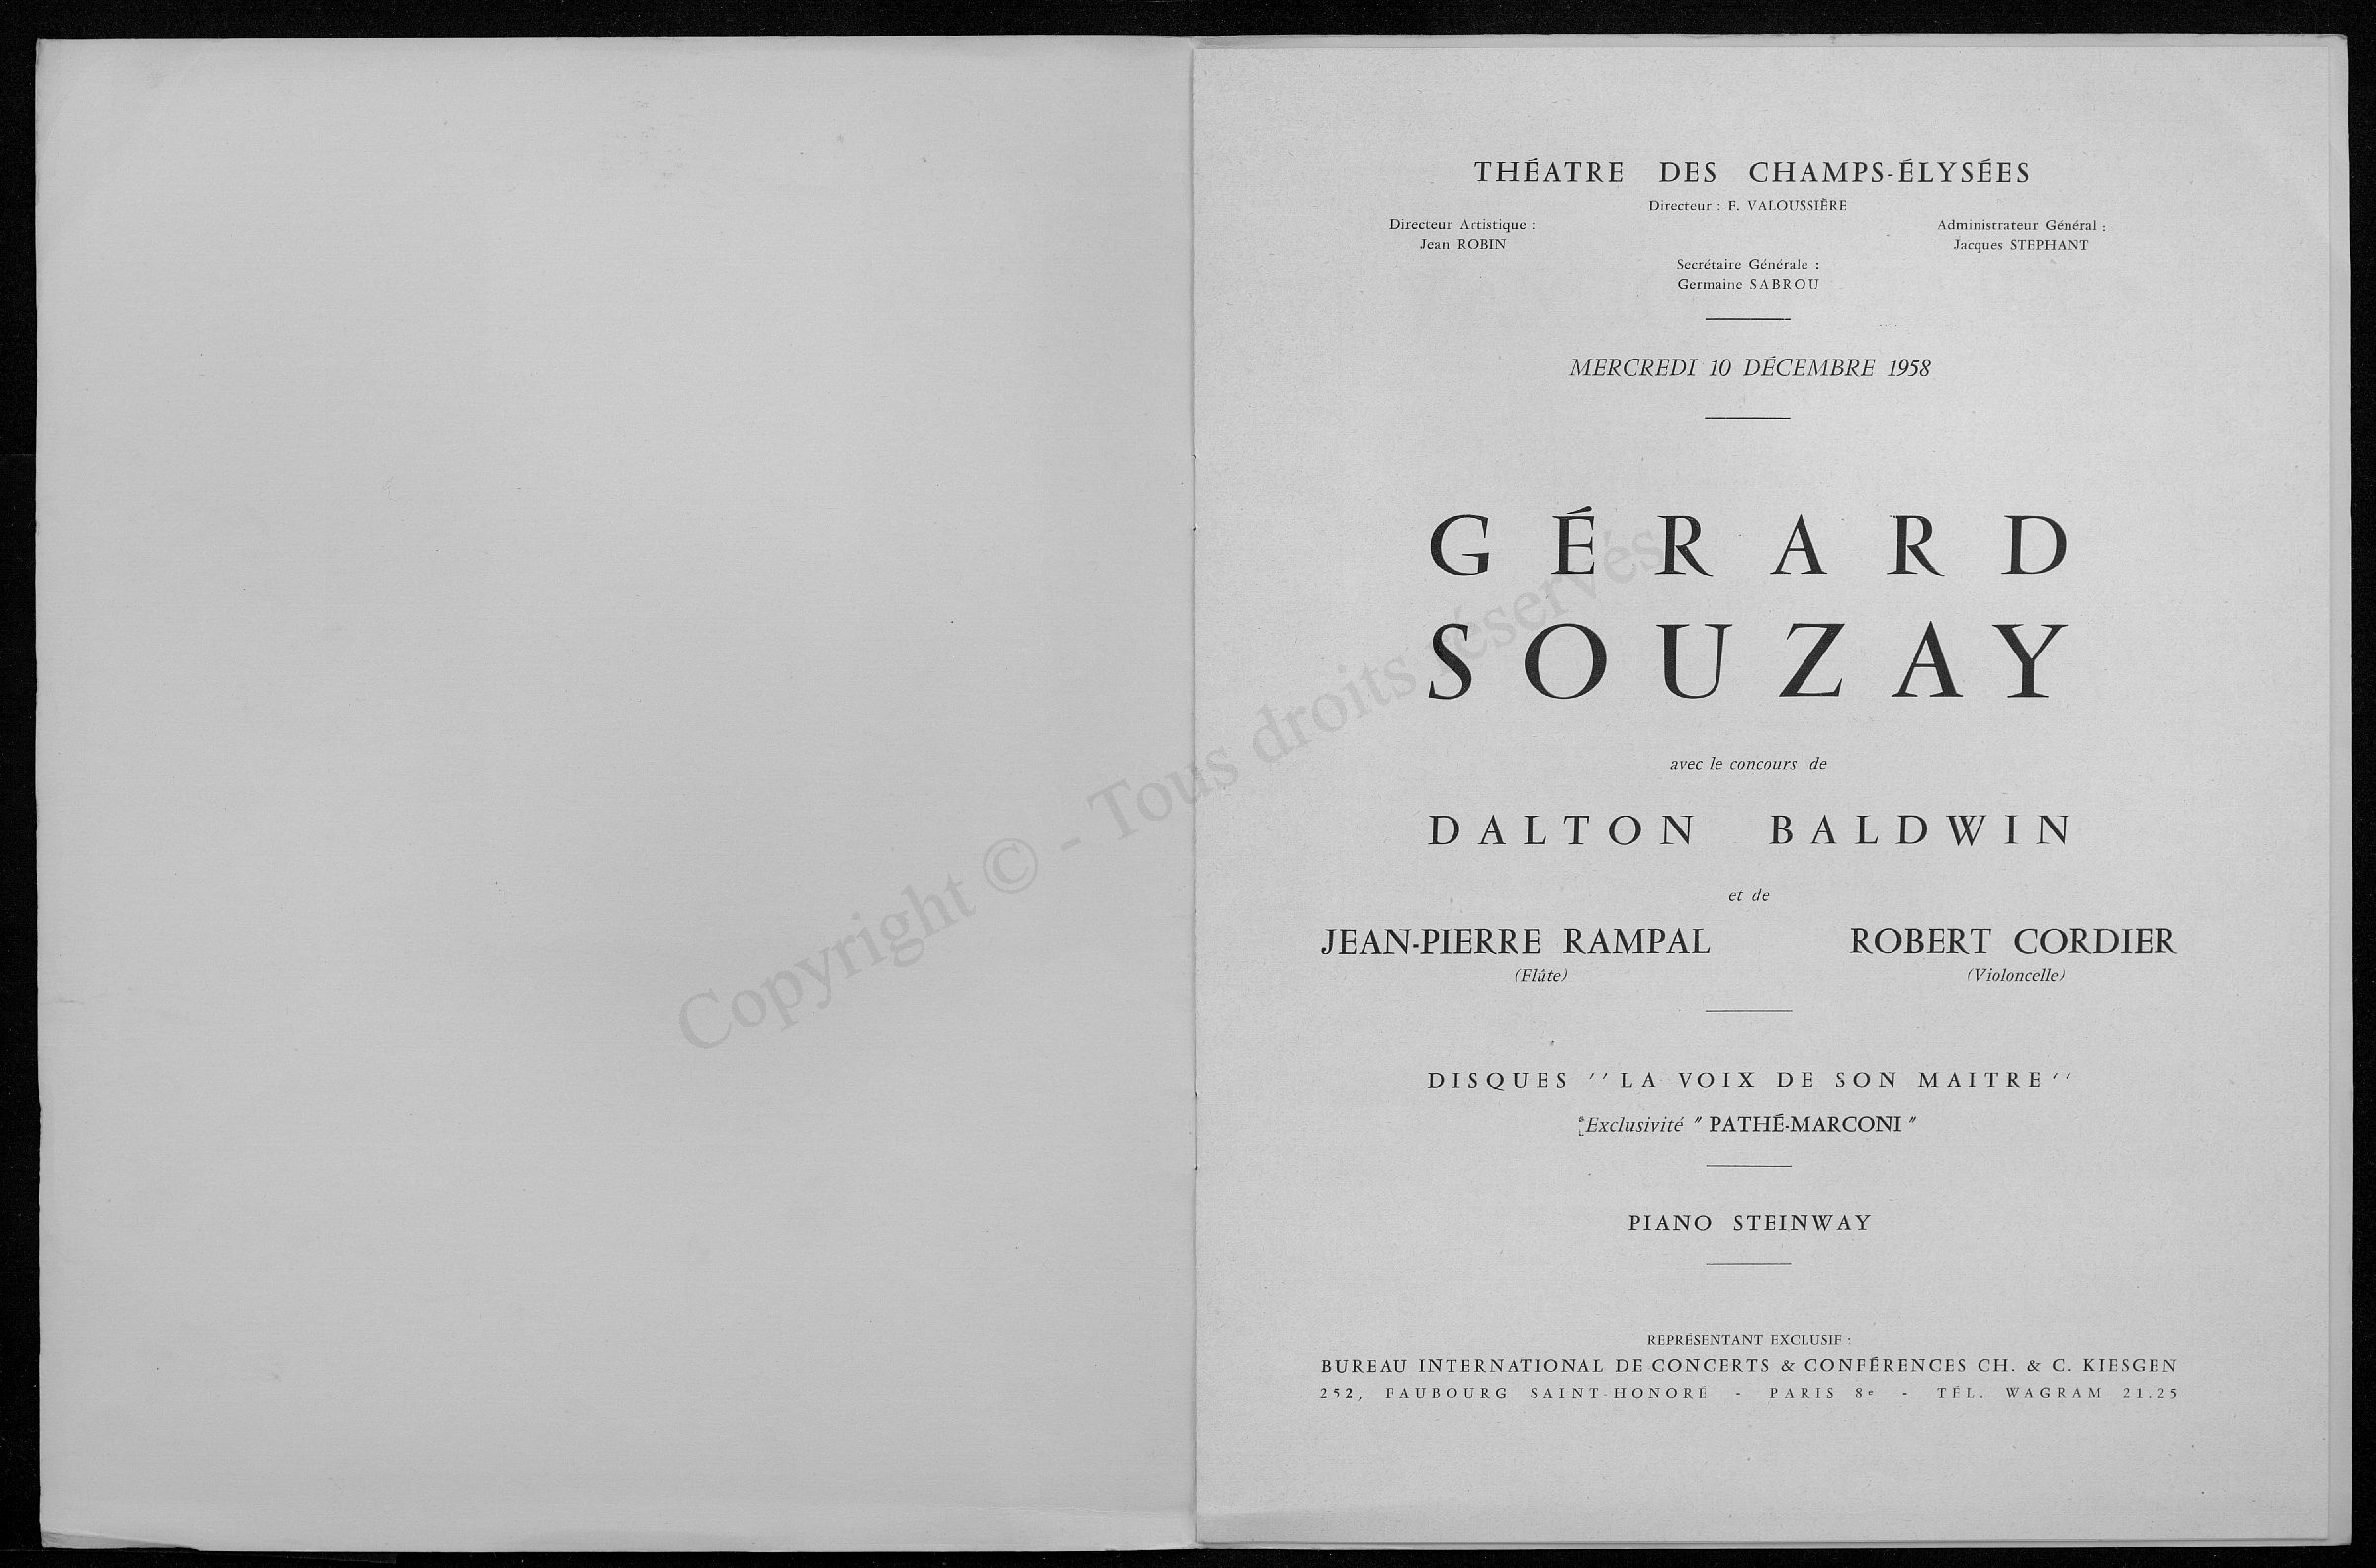 THÉATRE DES CHAMPS-ÉLYSÉES
Directeur : F. VALOUSSIÈRE
Directeur Artistique :
Jean ROBIN
Administrateur Général :
Jacques STEPHANT
Secrétaire Générale :
Germaine SABROU
MERCREDI 10 DÉCEMBRE 1958
GÉRARD
SOUZAY
avec le concours de
DALTON BALDWIN
et de
JEAN-PIERRE RAMPAL
(Flûte)
ROBERT CORDIER
(Violoncelle)
DISQUES ''LA VOIX DE SON MAITRE''
Exclusivité " PATHÉ-MARCONI "
PIANO STEINWAY
REPRÉSENTANT EXCLUSIF :
BUREAU INTERNATIONAL DE CONCERTS & CONFÉRENCES CH. & C. KIESGEN
252, FAUBOURG SAINT-HONORÉ - PARIS 8e - TÉL. WAGRAM 21.25
Copyright © - Tous droits réservés